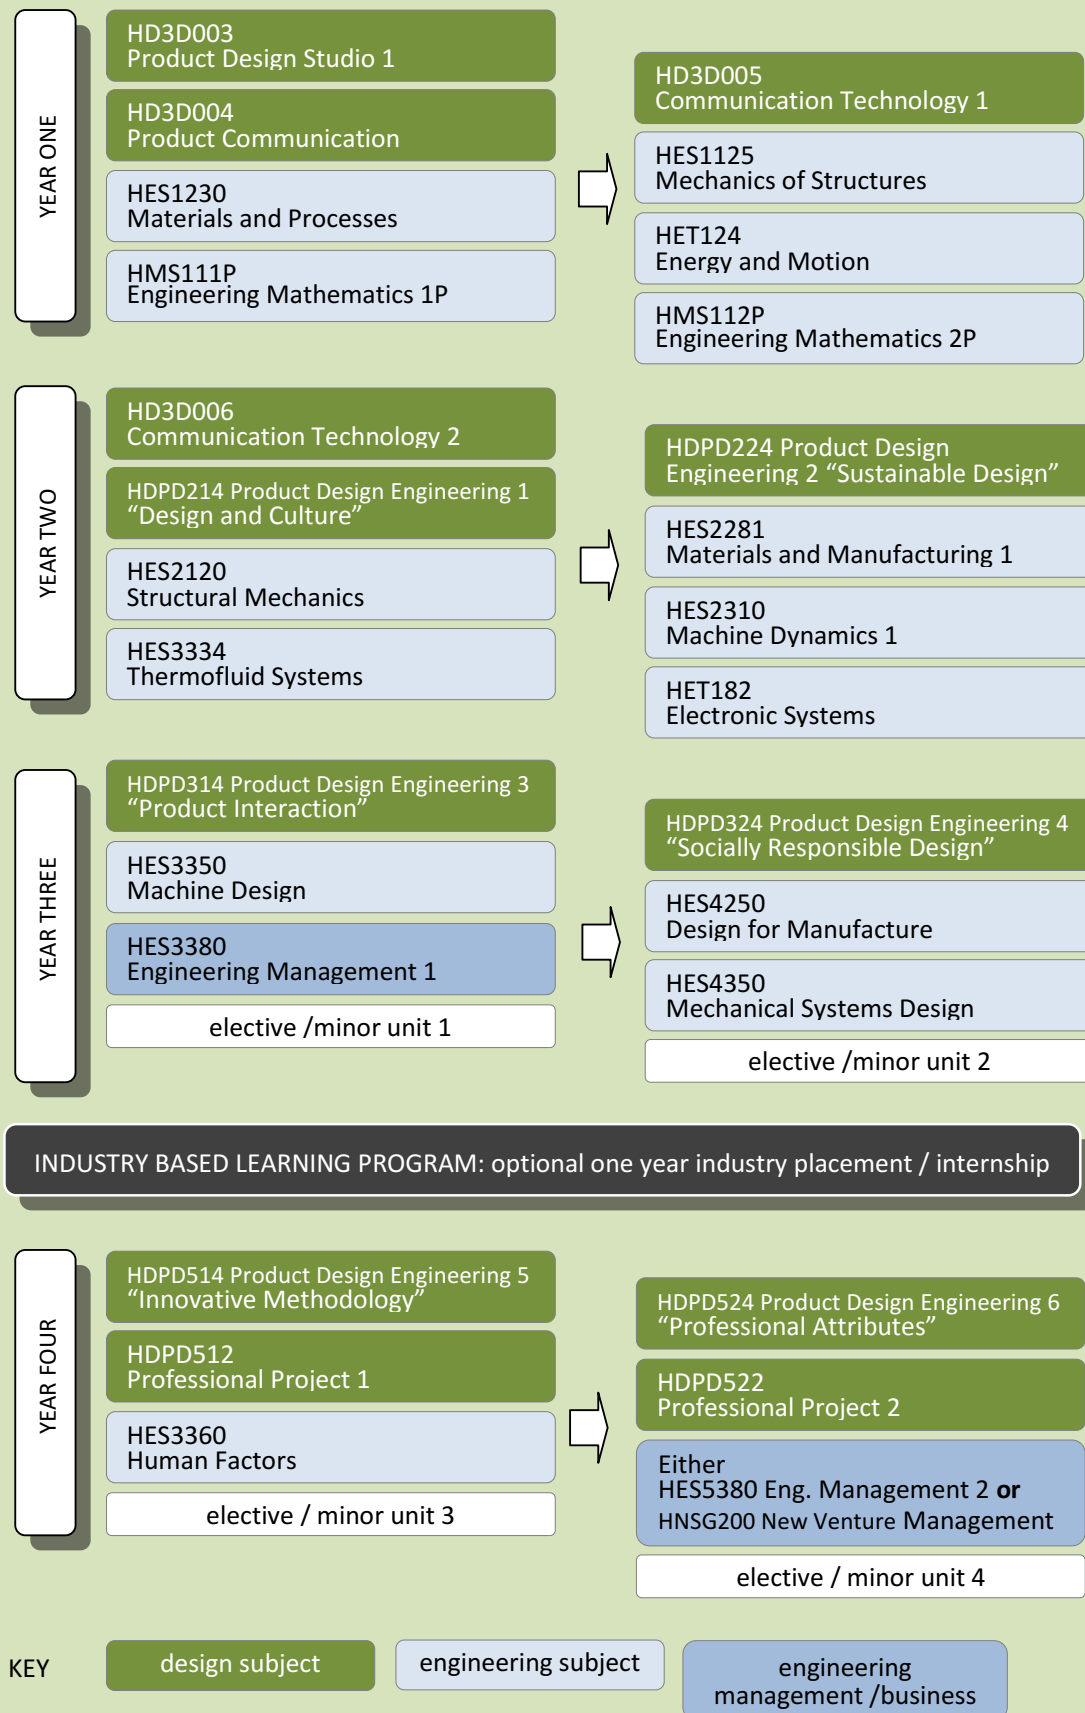 YEAR ONE
HD3D003
Product Design Studio 1
HD3D004
Product Communication
HES1230
Materials and Processes
HMS111P
Engineering Mathematics 1P
HD3D005
Communication Technology 1
HES1125
Mechanics of Structures
HET124
Energy and Motion
HMS112P
Engineering Mathematics 2P
YEAR TWO
HD3D006
Communication Technology 2
HDPD214 Product Design Engineering 1
“Design and Culture”
HES2120
Structural Mechanics
HES3334
Thermofluid Systems
HDPD224 Product Design
Engineering 2 “Sustainable Design”
HES2281
Materials and Manufacturing 1
HES2310
Machine Dynamics 1
HET182
Electronic Systems
YEAR THREE
HDPD314 Product Design Engineering 3
“Product Interaction”
HES3350
Machine Design
HES3380
Engineering Management 1
elective /minor unit 1
HDPD324 Product Design Engineering 4
“Socially Responsible Design”
HES4250
Design for Manufacture
HES4350
Mechanical Systems Design
elective /minor unit 2
INDUSTRY BASED LEARNING PROGRAM: optional one year industry placement / internship
YEAR FOUR
HDPD514 Product Design Engineering 5
“Innovative Methodology”
HDPD512
Professional Project 1
HES3360
Human Factors
elective / minor unit 3
HDPD524 Product Design Engineering 6
“Professional Attributes”
HDPD522
Professional Project 2
Either
HES5380 Eng. Management 2 or
HNSG200 New Venture Management
elective / minor unit 4
KEY
design subject
engineering subject
engineering
management /business